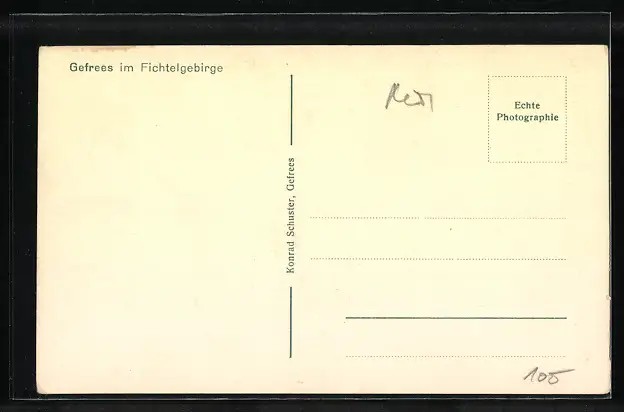 Gefrees im Fichtelgebirge
Konrad Schuster, Gefrees
Echte
Photographie
100